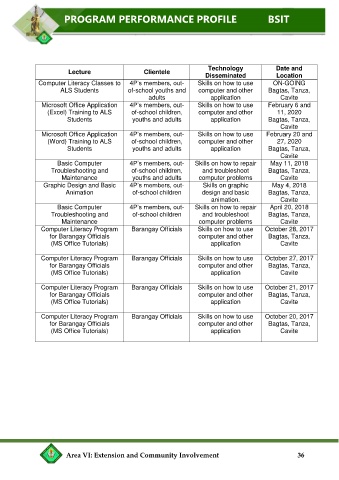 PROGRAM PERFORMANCE PROFILE BSIT
Lecture | Clientele | Technology Disseminated | Date and Location
Computer Literacy Classes to ALS Students | 4P's members, out-of-school youths and adults | Skills on how to use computer and other application | ON-GOING Bagtas, Tanza, Cavite
Microsoft Office Application (Excel) Training to ALS Students | 4P's members, out-of-school children, youths and adults | Skills on how to use computer and other application | February 6 and 11, 2020 Bagtas, Tanza, Cavite
Microsoft Office Application (Word) Training to ALS Students | 4P's members, out-of-school children, youths and adults | Skills on how to use computer and other application | February 20 and 27, 2020 Bagtas, Tanza, Cavite
Basic Computer Troubleshooting and Maintenance | 4P's members, out-of-school children, youths and adults | Skills on how to repair and troubleshoot computer problems | May 11, 2018 Bagtas, Tanza, Cavite
Graphic Design and Basic Animation | 4P's members, out of-school children | Skills on graphic design and basic animation | May 4, 2018 Bagtas, Tanza, Cavite
Basic Computer Troubleshooting and Maintenance | 4P's members, out-of-school children | Skills on how to repair and troubleshoot computer problems | April 20, 2018 Bagtas, Tanza, Cavite
Computer Literacy Program for Barangay Officials (MS Office Tutorials) | Barangay Officials | Skills on how to use computer and other application | October 28, 2017 Bagtas, Tanza, Cavite
Computer Literacy Program for Barangay Officials (MS Office Tutorials) | Barangay Officials | Skills on how to use computer and other application | October 27, 2017 Bagtas, Tanza, Cavite
Computer Literacy Program for Barangay Officials (MS Office Tutorials) | Barangay Officials | Skills on how to use computer and other application | October 21, 2017 Bagtas, Tanza, Cavite
Computer Literacy Program for Barangay Officials (MS Office Tutorials) | Barangay Officials | Skills on how to use computer and other application | October 20, 2017 Bagtas, Tanza, Cavite
Area VI: Extension and Community Involvement 36